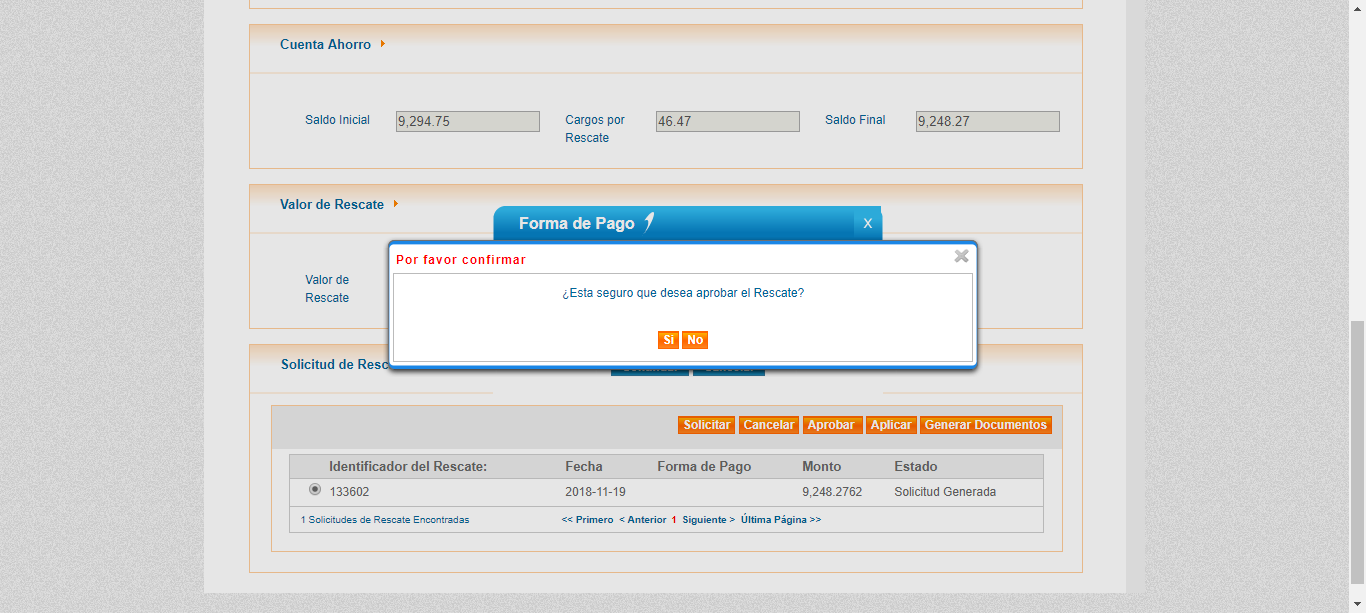 Cuenta Ahorro
Saldo Inicial 9,294.75 Cargos por Rescate 46.47 Saldo Final 9,248.27
Valor de Rescate
Forma de Pago X
Por favor confirmar
¿Esta seguro que desea aprobar el Rescate?
Si No
Valor de
Rescate
Solicitud de
Solicitar Cancelar Aprobar Aplicar Generar Documentos
Identificador del Rescate: Fecha Forma de Pago Monto Estado
133602 2018-11-19 9,248.2762 Solicitud Generada
1 Solicitudes de Rescate Encontradas << Primero < Anterior 1 Siguiente > Última Página >>